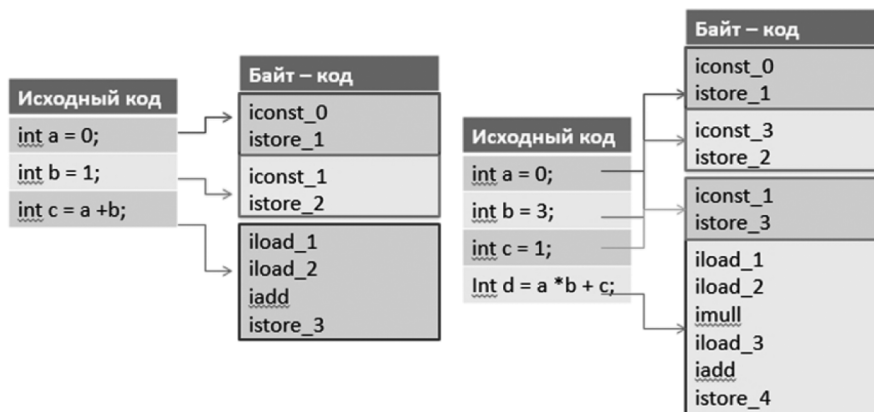 Исходный код
int a = 0;
int b = 1;
int c = a +b;
Байт – код
iconst_0
istore_1
iconst_1
istore_2
iload_1
iload_2
iadd
istore_3
Исходный код
int a = 0;
int b = 3;
int c = 1;
Int d = a *b + c;
Байт – код
iconst_0
istore_1
iconst_3
istore_2
iconst_1
istore_3
iload_1
iload_2
imull
iload_3
iadd
istore_4